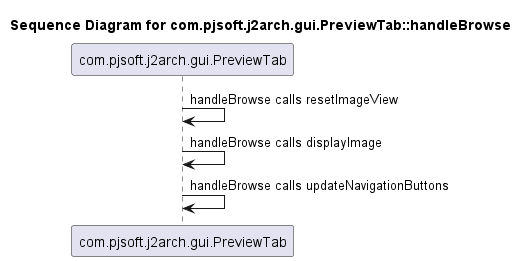 Sequence Diagram for com.pjsoft.j2arch.gui.PreviewTab::handleBrowse
com.pjsoft.j2arch.gui.PreviewTab
handleBrowse calls resetImageView
handleBrowse calls displayImage
handleBrowse calls updateNavigationButtons
com.pjsoft.j2arch.gui.PreviewTab